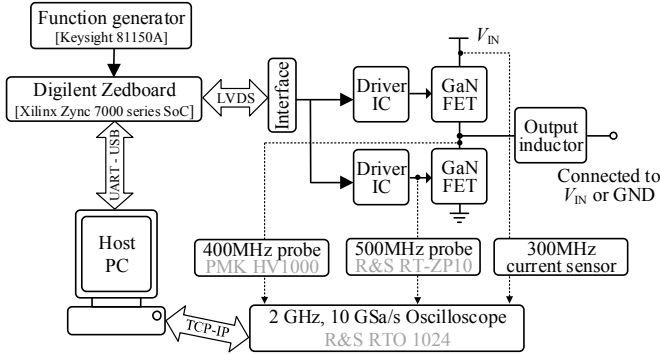 Function generator
[Keysight 81150A]
Digilent Zedboard
[Xilinx Zync 7000 series SoC]
LVDS
Interface
Driver
IC
GaN
FET
V_IN
Driver
IC
GaN
FET
Output
inductor
Connected to
V_IN or GND
UART - USB
Host
PC
400MHz probe
PMK HV1000
500MHz probe
R&S RT-ZP10
300MHz
current sensor
TCP-IP
2 GHz, 10 GSa/s Oscilloscope
R&S RTO 1024